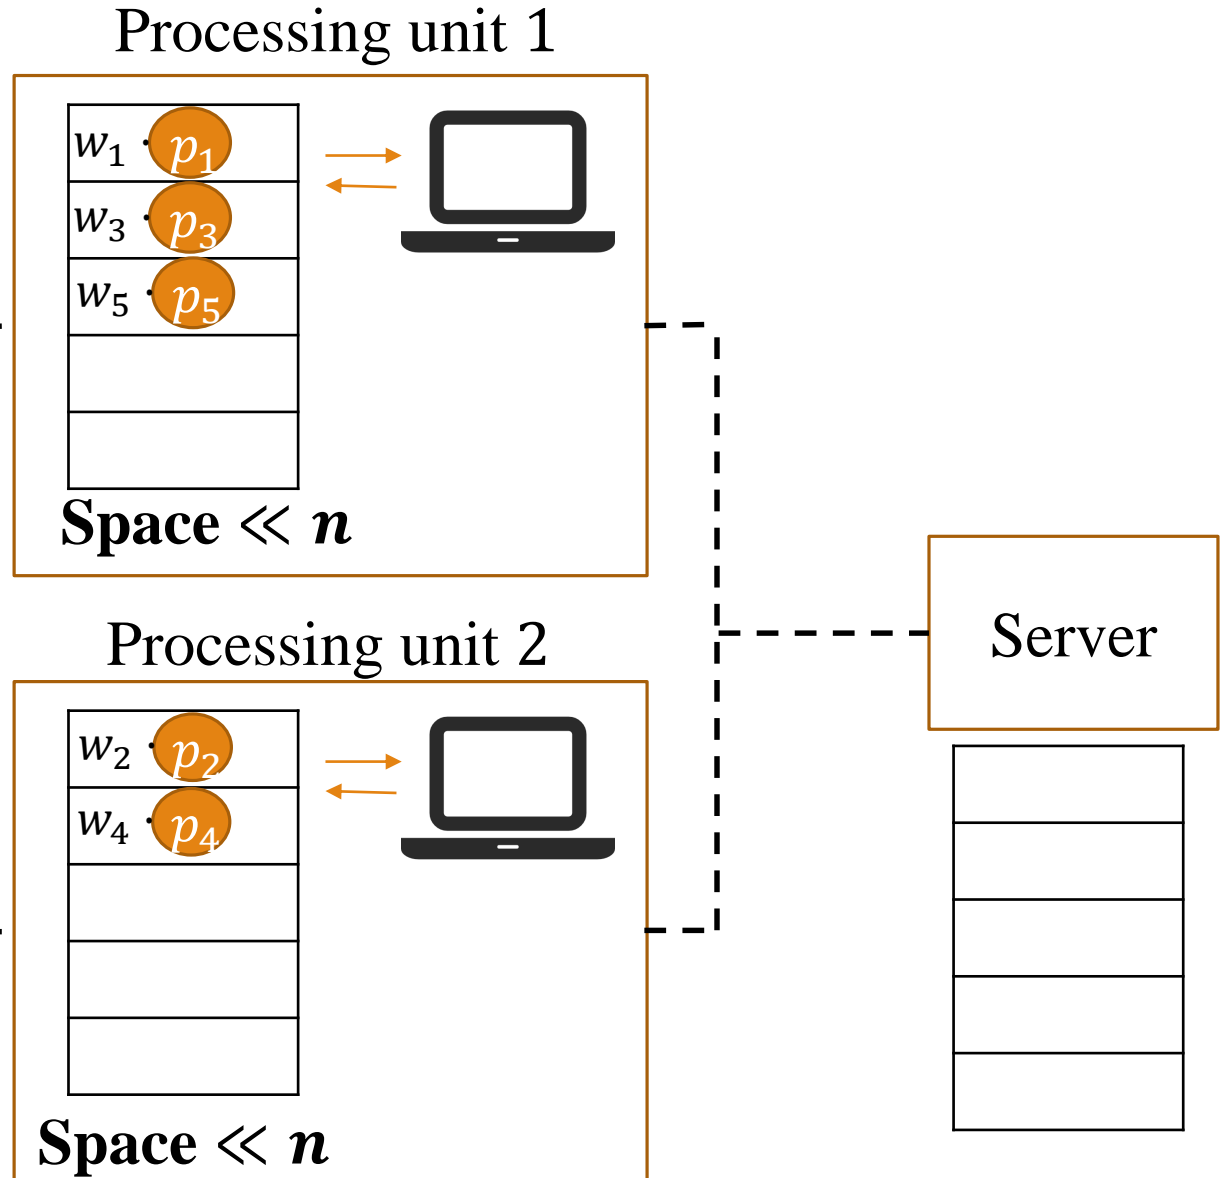 Processing unit 1
w₁ · p₁
w₃ · p₃
w₅ · p₅
Space ≪ n
Processing unit 2
w₂ · p₂
w₄ · p₄
Space ≪ n
Server